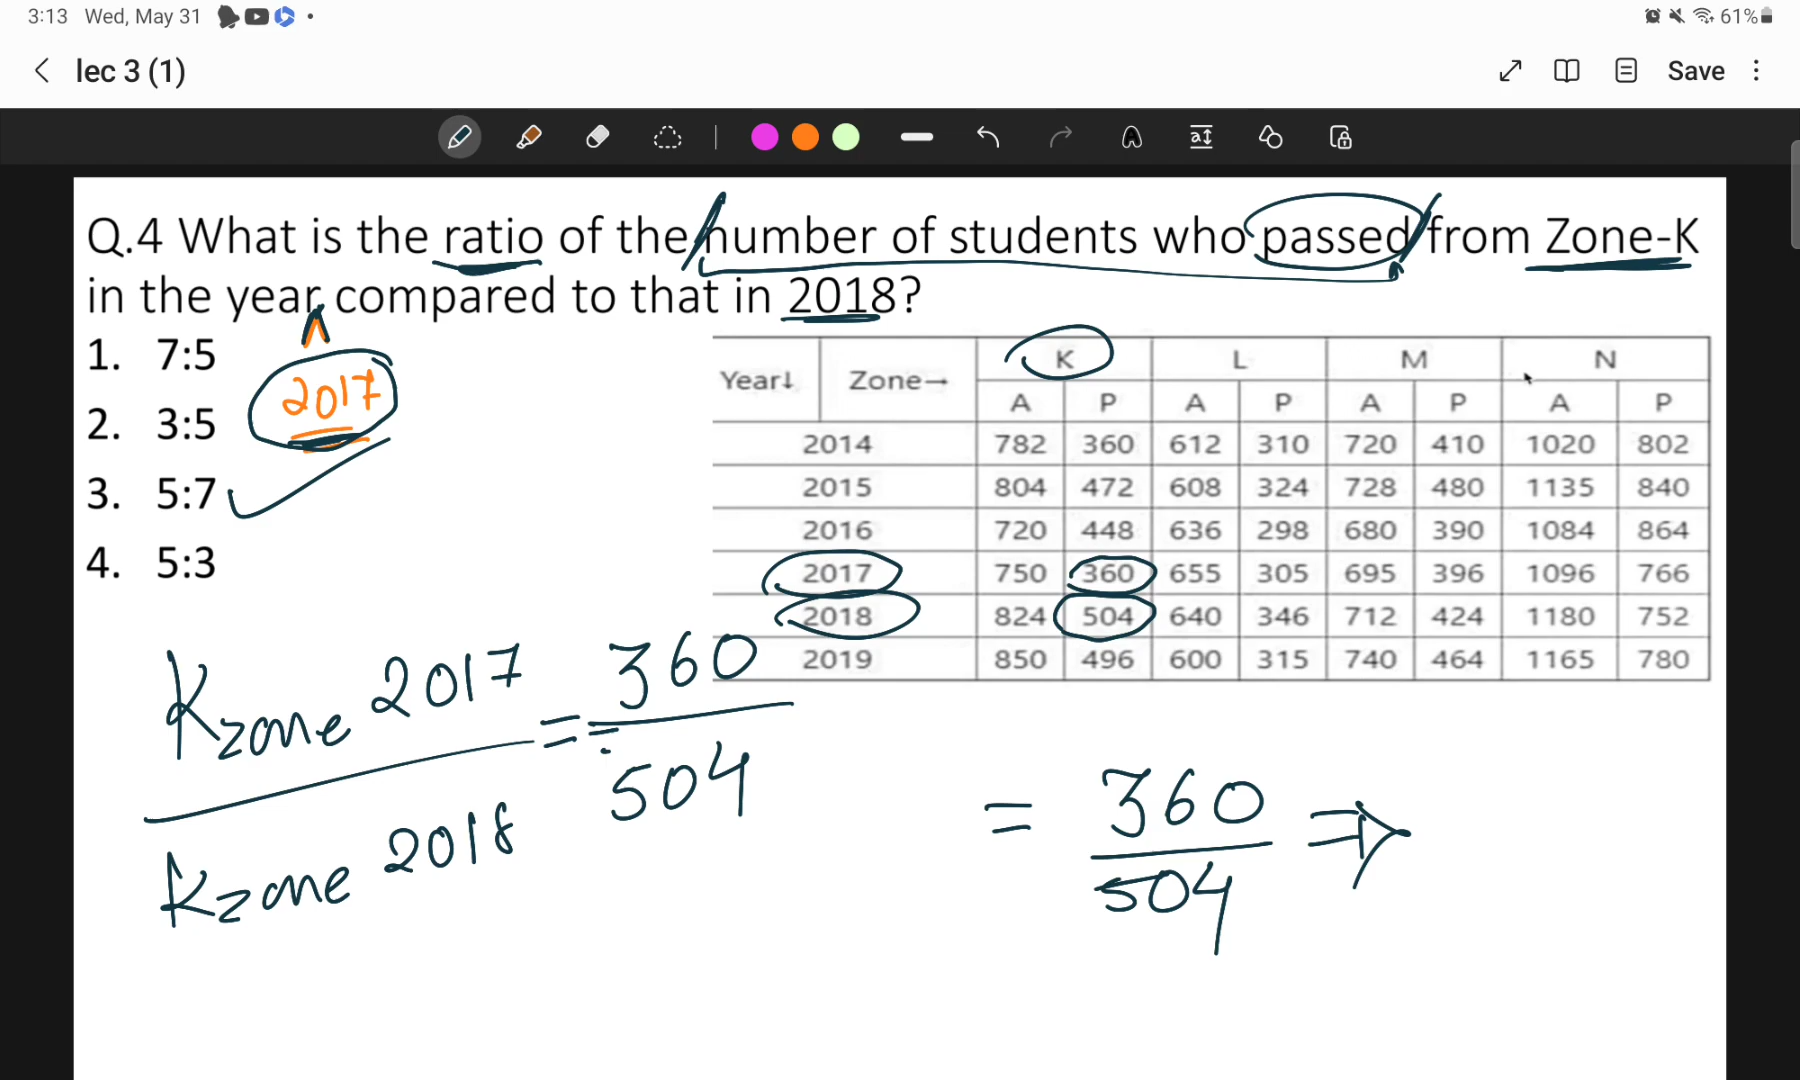 3:13 Wed, May 31 61%
lec 3 (1)
Save
Q.4 What is the ratio of the number of students who passed from Zone-K
in the year compared to that in 2018?
2017
1. 7:5
2. 3:5
3. 5:7
4. 5:3
Year↓ Zone→ K L M N
A P A P A P A P
2014 782 360 612 310 720 410 1020 802
2015 804 472 608 324 728 480 1135 840
2016 720 448 636 298 680 390 1084 864
2017 750 360 655 305 695 396 1096 766
2018 824 504 640 346 712 424 1180 752
2019 850 496 600 315 740 464 1165 780
Kzone 2017 = 360
Kzone 2018 504
= 360 ⇒
504